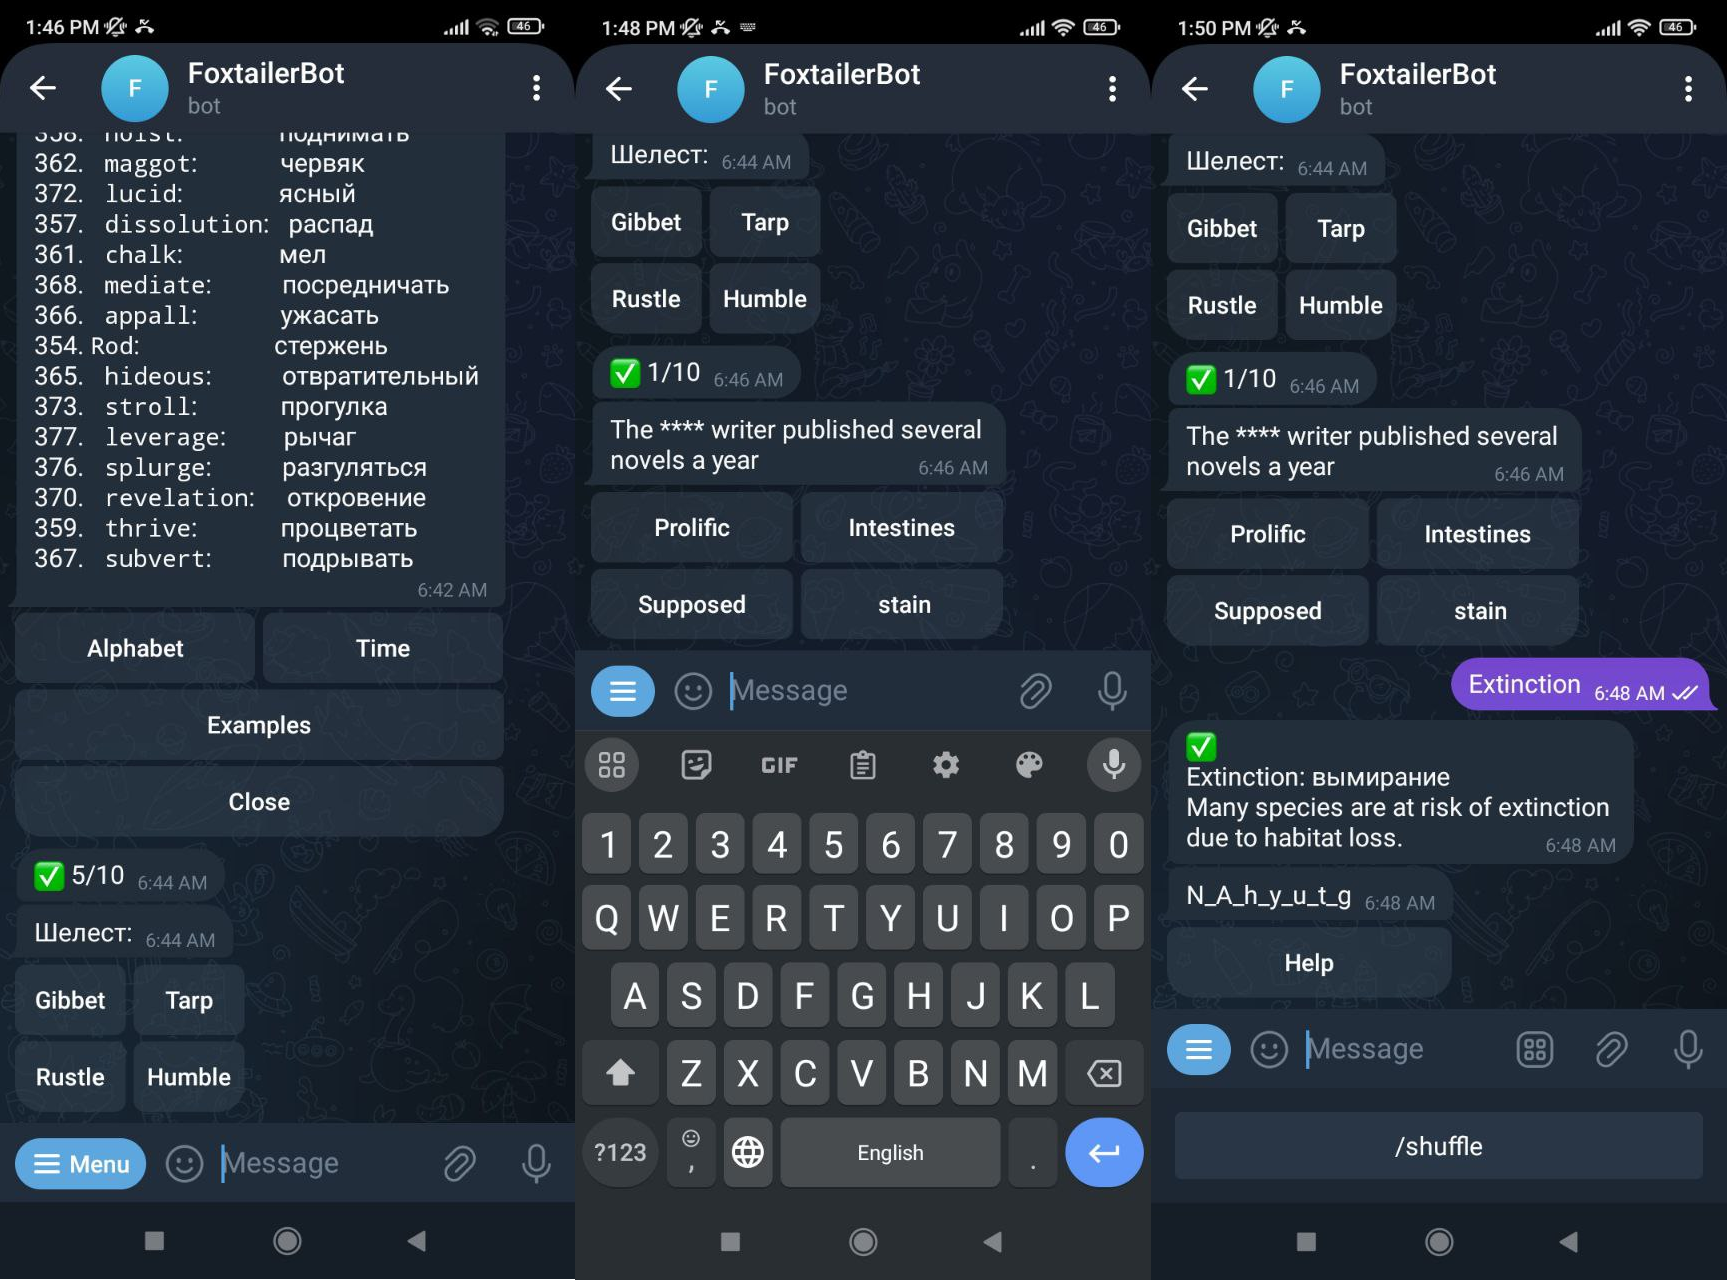 1:46 PM
46
F
FoxtailerBot
bot
358. hoist: поднимать
362. maggot: червяк
372. lucid: ясный
357. dissolution: распад
361. chalk: мел
368. mediate: посредничать
366. appall: ужасать
354. Rod: стержень
365. hideous: отвратительный
373. stroll: прогулка
377. leverage: рычаг
376. splurge: разгуляться
370. revelation: откровение
359. thrive: процветать
367. subvert: подрывать
6:42 AM
Alphabet Time
Examples
Close
✅ 5/10 6:44 AM
Шелест: 6:44 AM
Gibbet Tarp
Rustle Humble
Menu Message
1:48 PM
46
F
FoxtailerBot
bot
Шелест: 6:44 AM
Gibbet Tarp
Rustle Humble
✅ 1/10 6:46 AM
The **** writer published several
novels a year 6:46 AM
Prolific Intestines
Supposed stain
Message
GIF
1 2 3 4 5 6 7 8 9 0
Q W E R T Y U I O P
A S D F G H J K L
Z X C V B N M
?123 , English .
1:50 PM
46
F
FoxtailerBot
bot
Шелест: 6:44 AM
Gibbet Tarp
Rustle Humble
✅ 1/10 6:46 AM
The **** writer published several
novels a year 6:46 AM
Prolific Intestines
Supposed stain
Extinction 6:48 AM
✅
Extinction: вымирание
Many species are at risk of extinction
due to habitat loss. 6:48 AM
N_A_h_y_u_t_g 6:48 AM
Help
Message
/shuffle